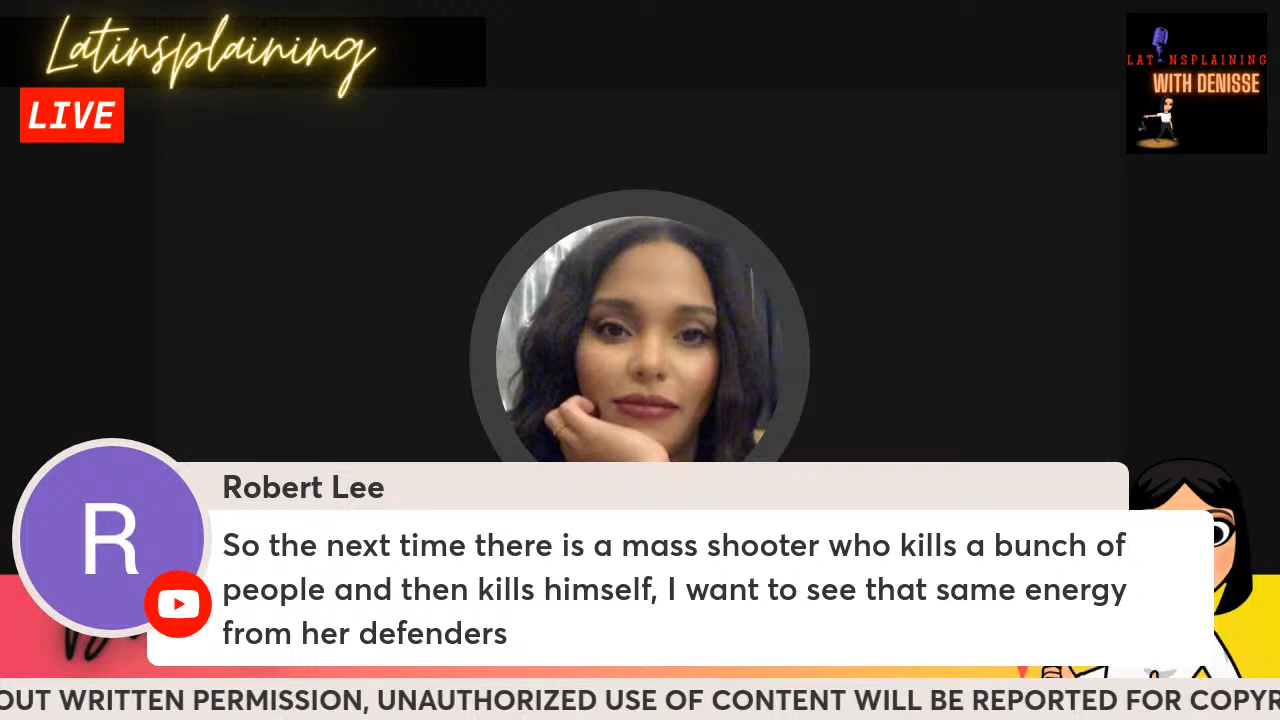 Latinsplaining
LIVE
LATINSPLAINING
WITH DENISSE
Robert Lee
R
So the next time there is a mass shooter who kills a bunch of
people and then kills himself, I want to see that same energy
from her defenders
OUT WRITTEN PERMISSION, UNAUTHORIZED USE OF CONTENT WILL BE REPORTED FOR COPYR